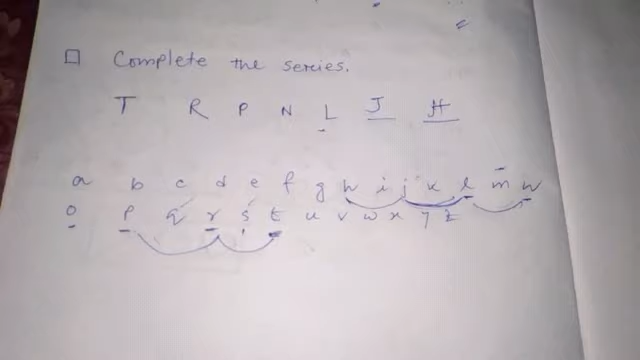 Complete the series.
T R P N L J H
a b c d e f g h i j k l m n
o p q r s t u v w x y z